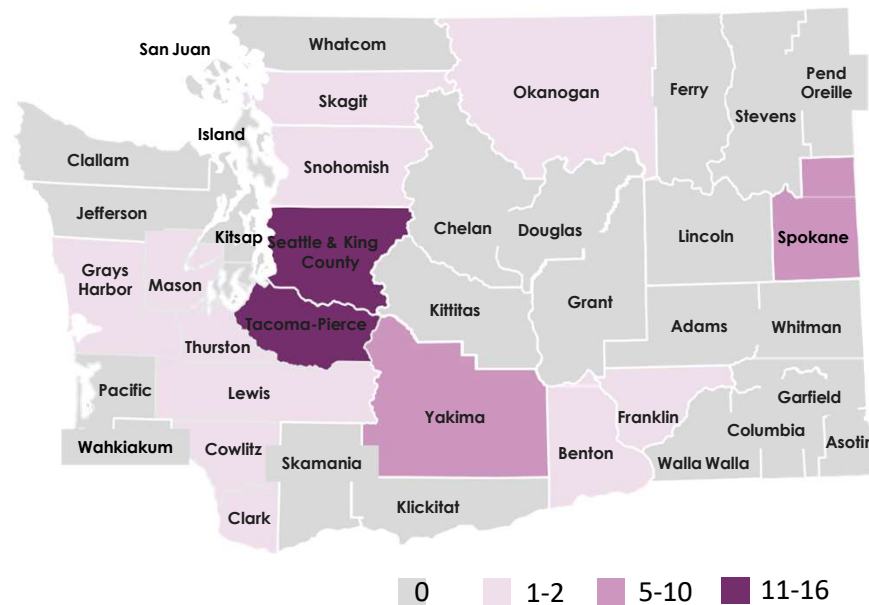 Whatcom
San Juan
Pend
Oreille
Ferry
Okanogan
Skagit
Stevens
Island
Clallam
Snohomish
Jefferson
Chelan
Douglas
Lincoln
Spokane
Kitsap
Seattle & King
County
Grays
Harbor
Mason
Kittitas
Grant
Tacoma-Pierce
Adams
Whitman
Thurston
Pacific
Lewis
Garfield
Yakima
Franklin
Columbia
Wahkiakum
Cowlitz
Asotin
Benton
Skamania
Walla Walla
Klickitat
Clark
0
1-2
5-10
11-16